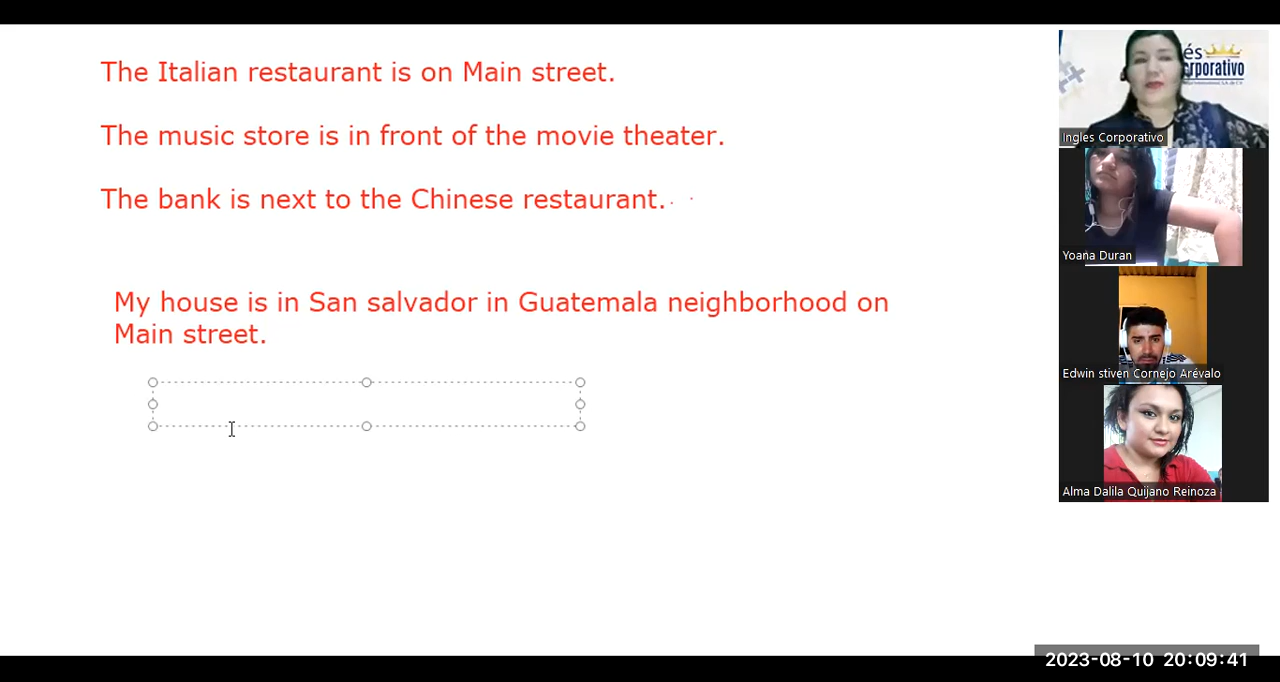 The Italian restaurant is on Main street.
The music store is in front of the movie theater.
The bank is next to the Chinese restaurant.
My house is in San salvador in Guatemala neighborhood on
Main street.
és
rporativo
Ingles Corporativo
Yoana Duran
Edwin stiven Cornejo Arévalo
Alma Dalila Quijano Reinoza
2023-08-10 20:09:41